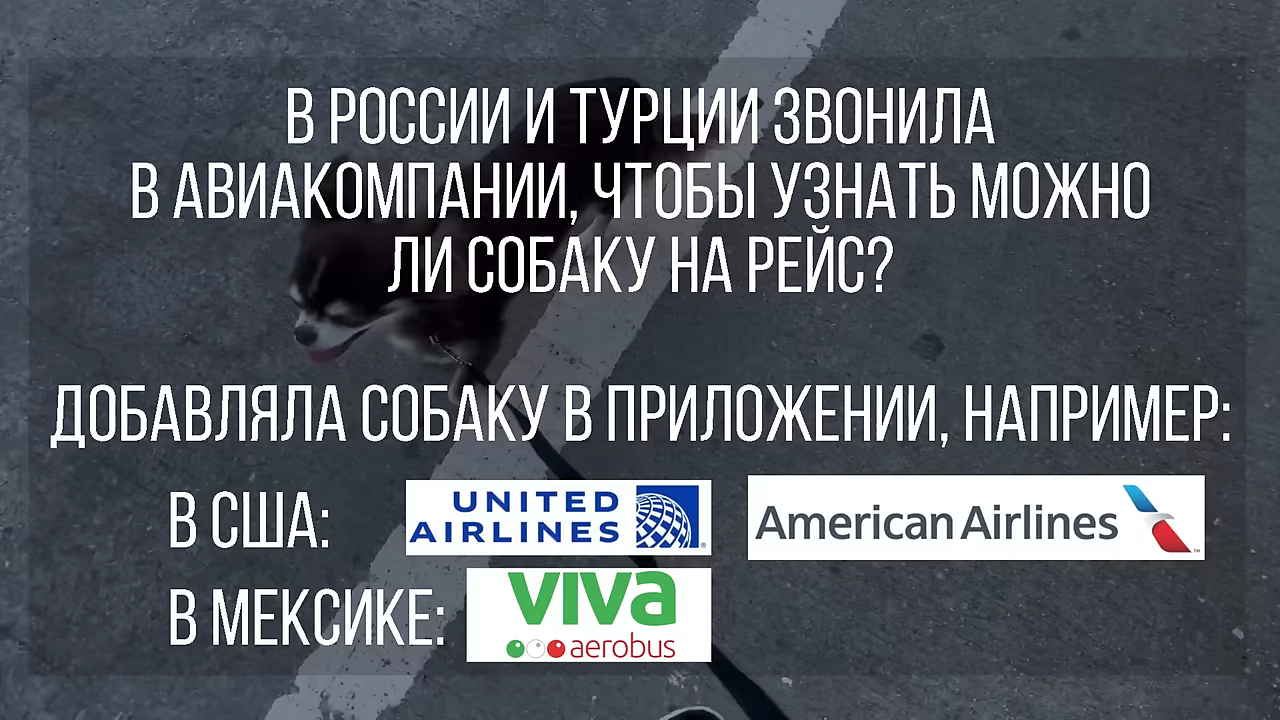 В РОССИИ И ТУРЦИИ ЗВОНИЛА
В АВИАКОМПАНИИ, ЧТОБЫ УЗНАТЬ МОЖНО
ЛИ СОБАКУ НА РЕЙС?
ДОБАВЛЯЛА СОБАКУ В ПРИЛОЖЕНИИ, НАПРИМЕР:
В США:
UNITED
AIRLINES
American Airlines
В МЕКСИКЕ:
viva
aerobus